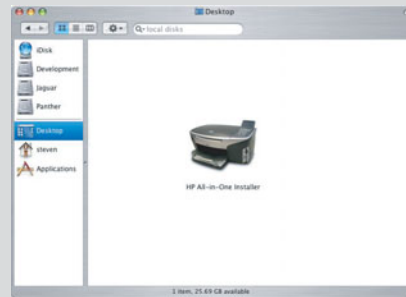 Desktop
local disks
iDisk
Development
Jaguar
Panther
Desktop
steven
Applications
HP All-in-One Installer
1 item, 25.69 GB available